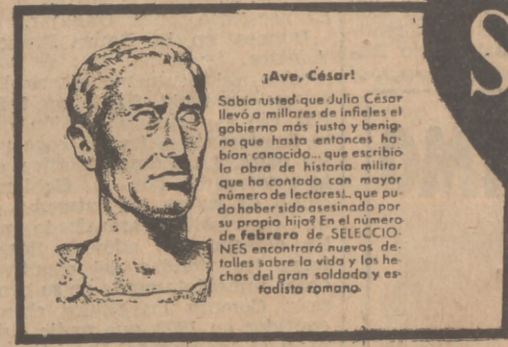 ¡Ave, César!
Sabía usted que Julio César
llevó a millares de infieles el
gobierno más justo y benig-
no que hasta entonces ha-
bían conocido... que escribió
la obra de historia militar
que ha contado con mayor
número de lectores!... que pu-
do haber sido asesinado por
su propio hijo? En el número
de febrero de SELECCIO-
NES encontrará nuevos de-
talles sobre la vida y los he-
chos del gran soldado y es-
tadista romano.
S